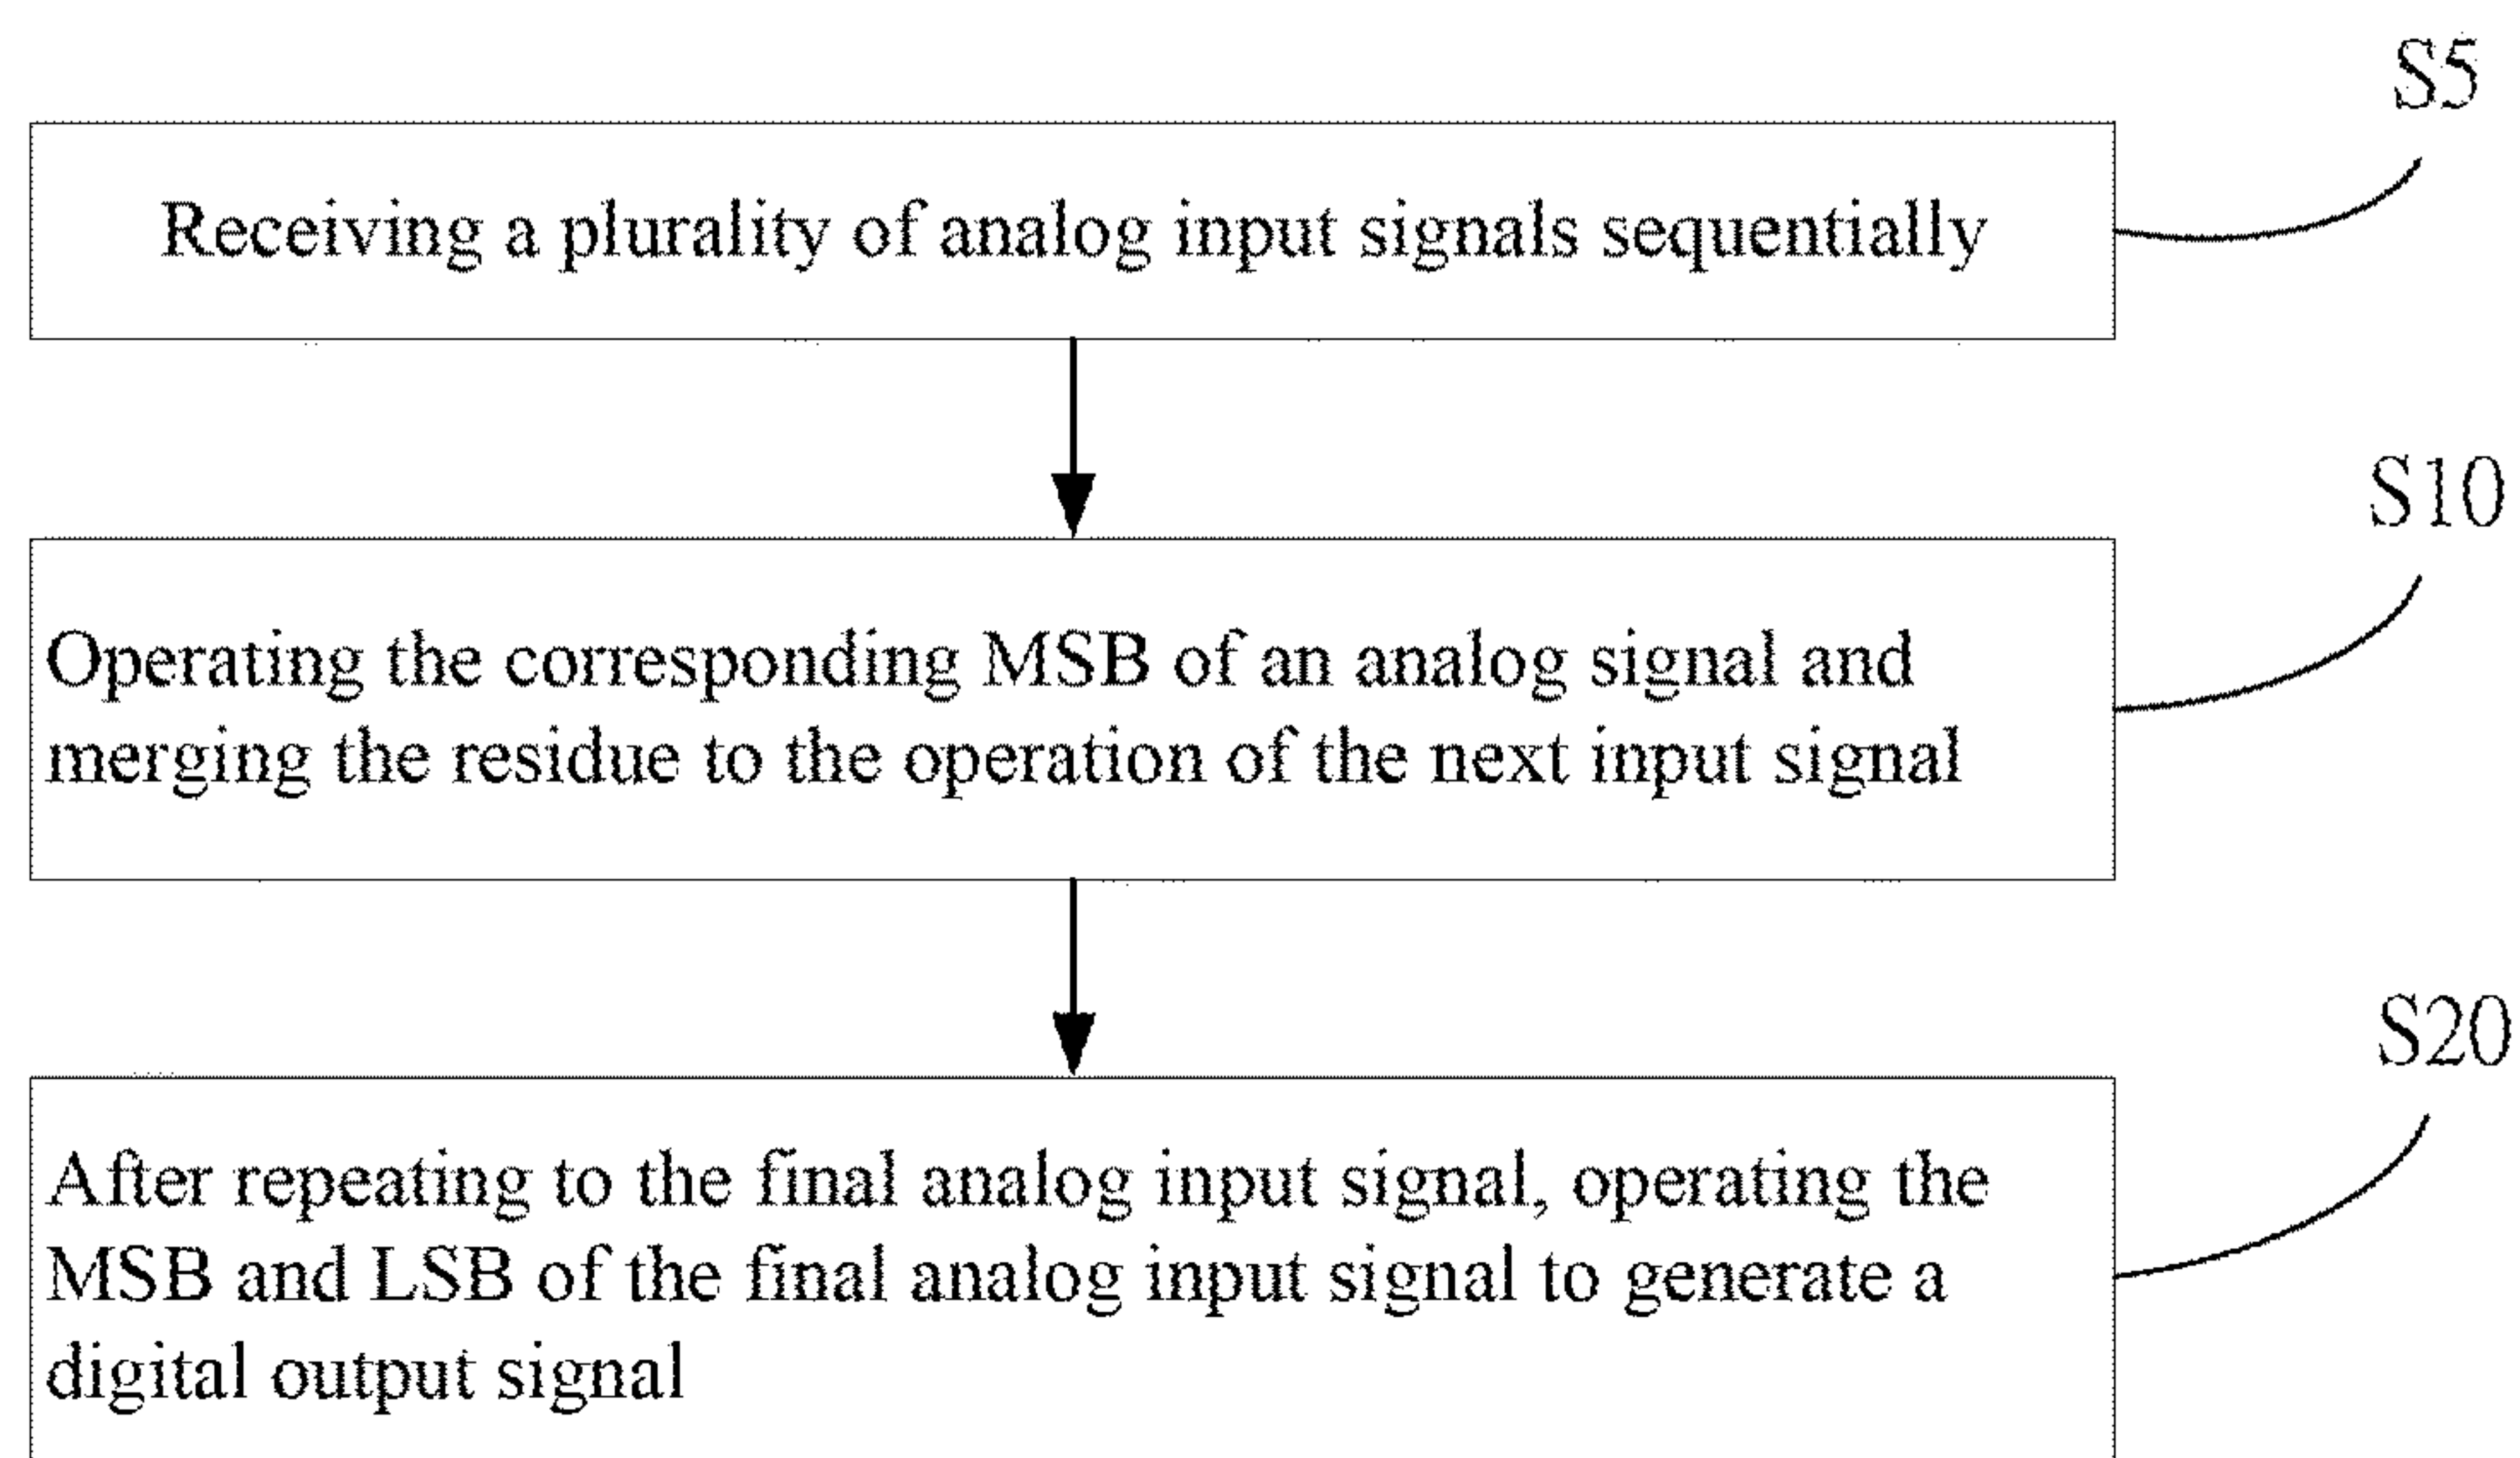 S5
Receiving a plurality of analog input signals sequentially
S10
Operating the corresponding MSB of an analog signal and
merging the residue to the operation of the next input signal
S20
After repeating to the final analog input signal, operating the
MSB and LSB of the final analog input signal to generate a
digital output signal